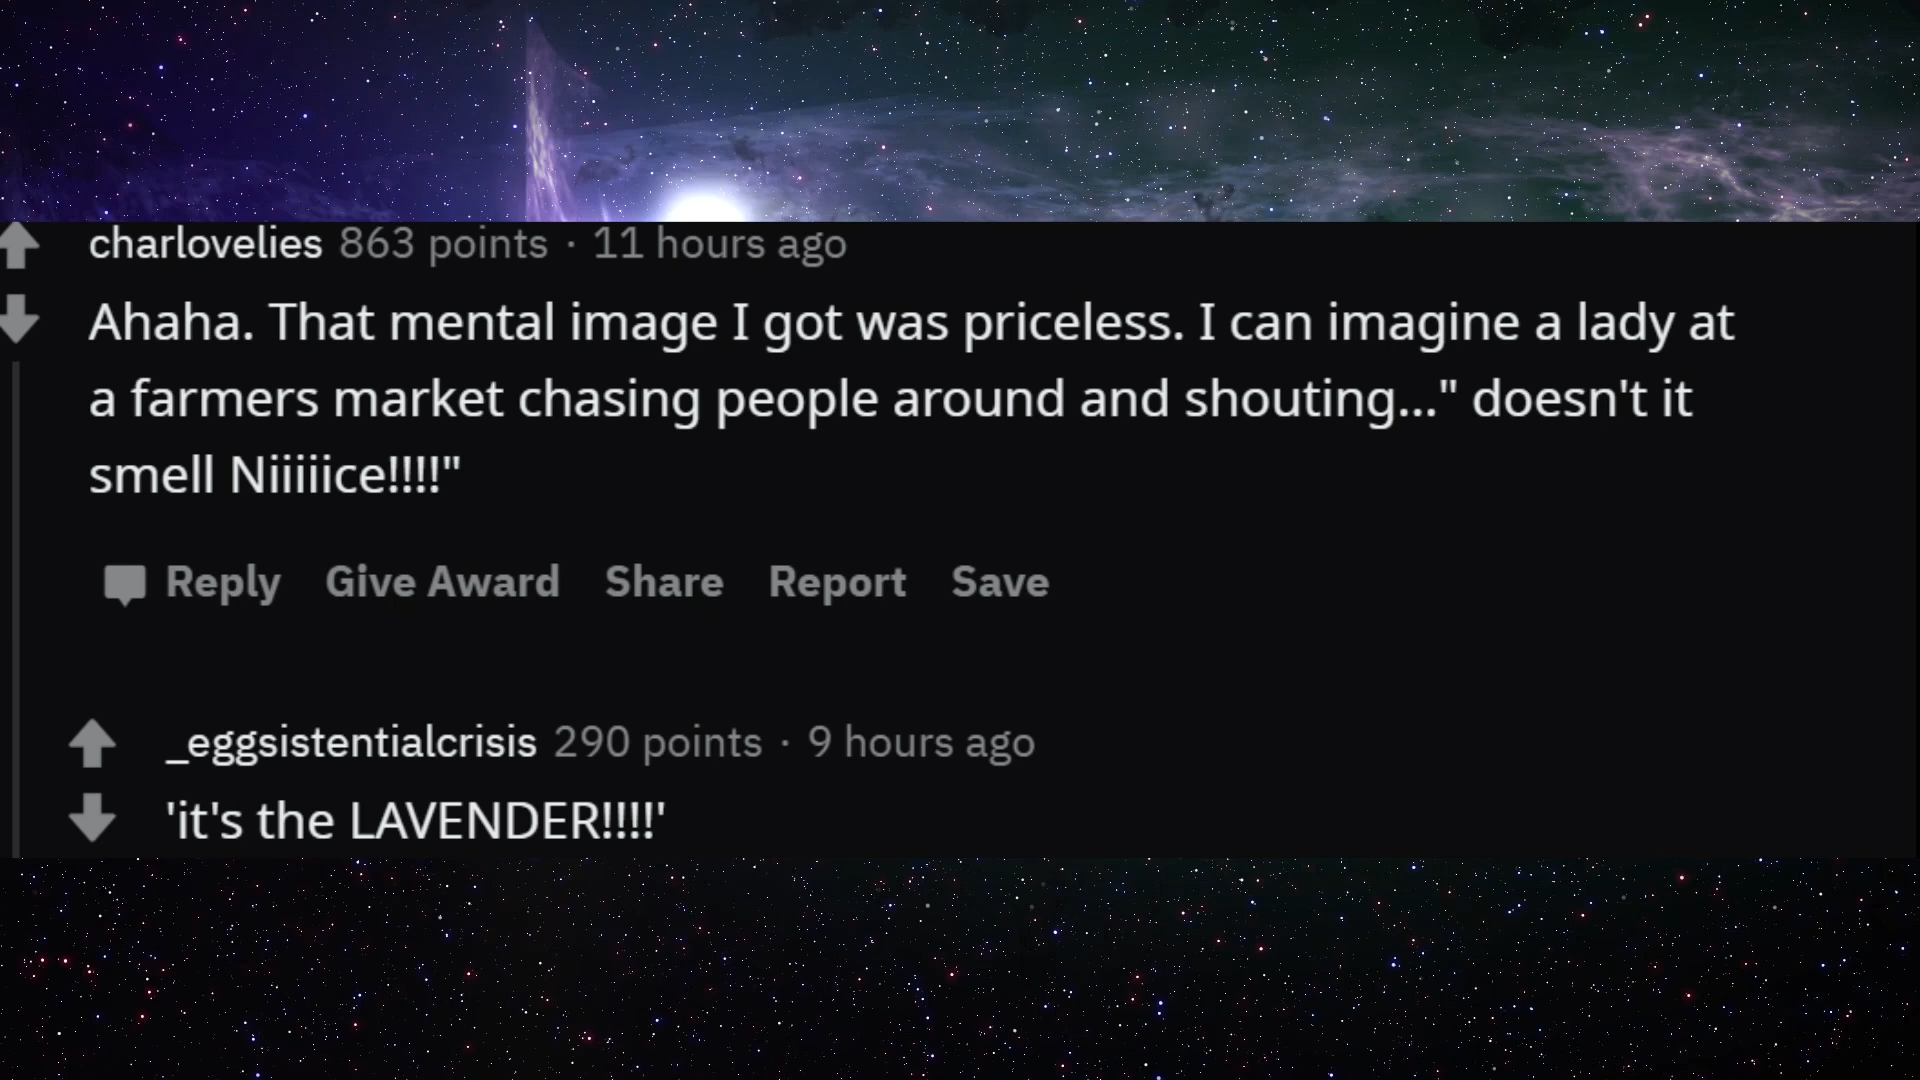 charlovelies 863 points · 11 hours ago
Ahaha. That mental image I got was priceless. I can imagine a lady at
a farmers market chasing people around and shouting..." doesn't it
smell Niiiiice!!!!"
Reply Give Award Share Report Save
_eggsistentialcrisis 290 points · 9 hours ago
'it's the LAVENDER!!!!'